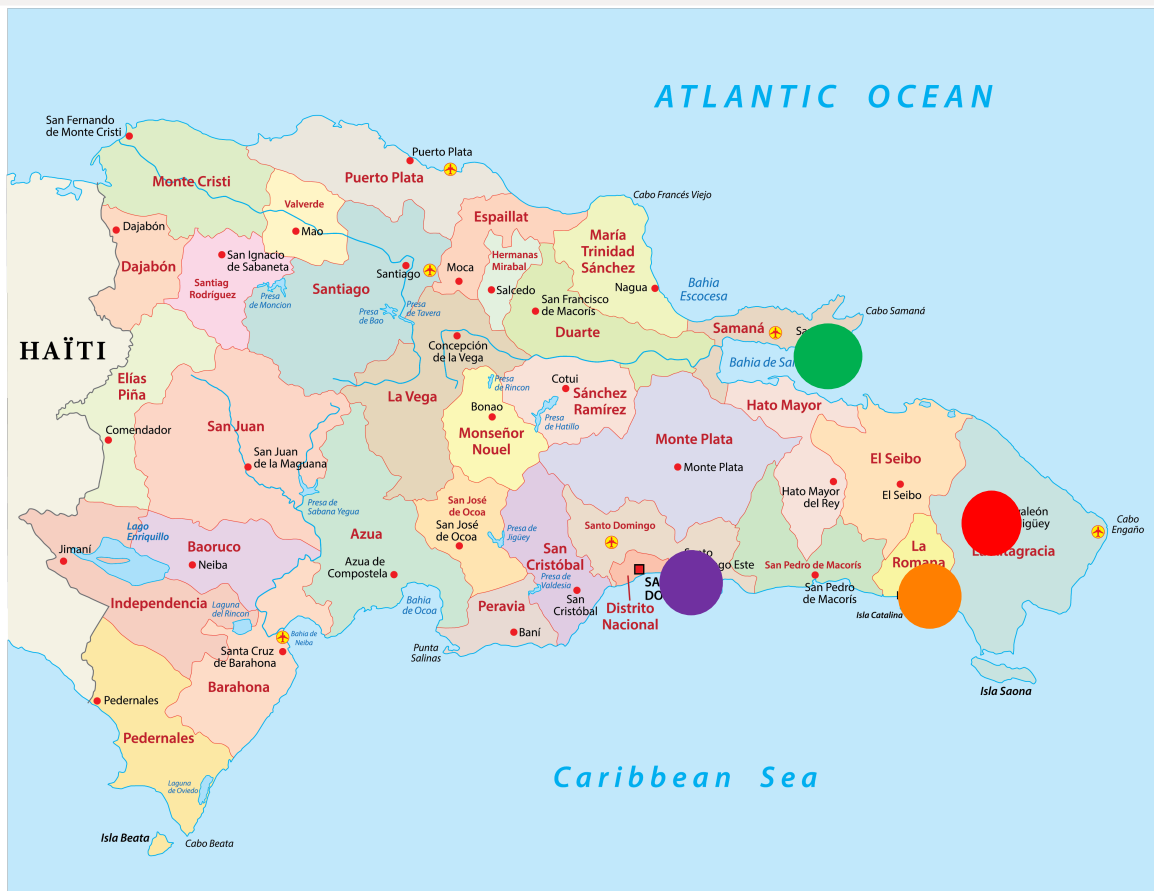 ATLANTIC OCEAN
San Fernando
de Monte Cristi
Puerto Plata
Monte Cristi
Puerto Plata
Cabo Francés Viejo
Valverde
Espaillat
Dajabón
Mao
María
Trinidad
Sánchez
San Ignacio
de Sabaneta
Hermanas
Mirabal
Dajabón
Santiago
Moca
Bahia
Escocesa
Santiag
Rodríguez
Santiago
Salcedo
Nagua
Presa
de Moncion
Presa
de Bao
Presa
de Tavera
San Francisco
de Macorís
Cabo Samaná
Duarte
Samaná
Sa
HAÏTI
Concepción
de la Vega
Bahia de
Elías
Piña
Presa
de Rincon
Cotui
La Vega
Sánchez
Ramírez
Hato Mayor
Bonao
Presa
de Hatillo
San Juan
Comendador
Monseñor
Nouel
Monte Plata
San Juan
de la Maguana
Monte Plata
El Seibo
El Seibo
Hato Mayor
del Rey
Presa de
Sabana Yegua
San José
de Ocoa
San José
de Ocoa
Lago
Enriquillo
Azua
Presa de
Jigüey
Santo Domingo
Cabo
Engaño
Jimaní
Baoruco
Neiba
San
Cristóbal
La
Romana
Azua de
Compostela
go Este
San Pedro de Macorís
Presa de
Valdesia
San Pedro
de Macorís
SA
DO
Independencia
Laguna
del Rincon
Bahia
de Ocoa
Peravia
San
Cristóbal
Distrito
Nacional
Isla Catalina
Bahia de
Neiba
Baní
Santa Cruz
de Barahona
Punta
Salinas
Barahona
Isla Saona
Pedernales
Pedernales
Caribbean Sea
Laguna
de Oviedo
Isla Beata
Cabo Beata